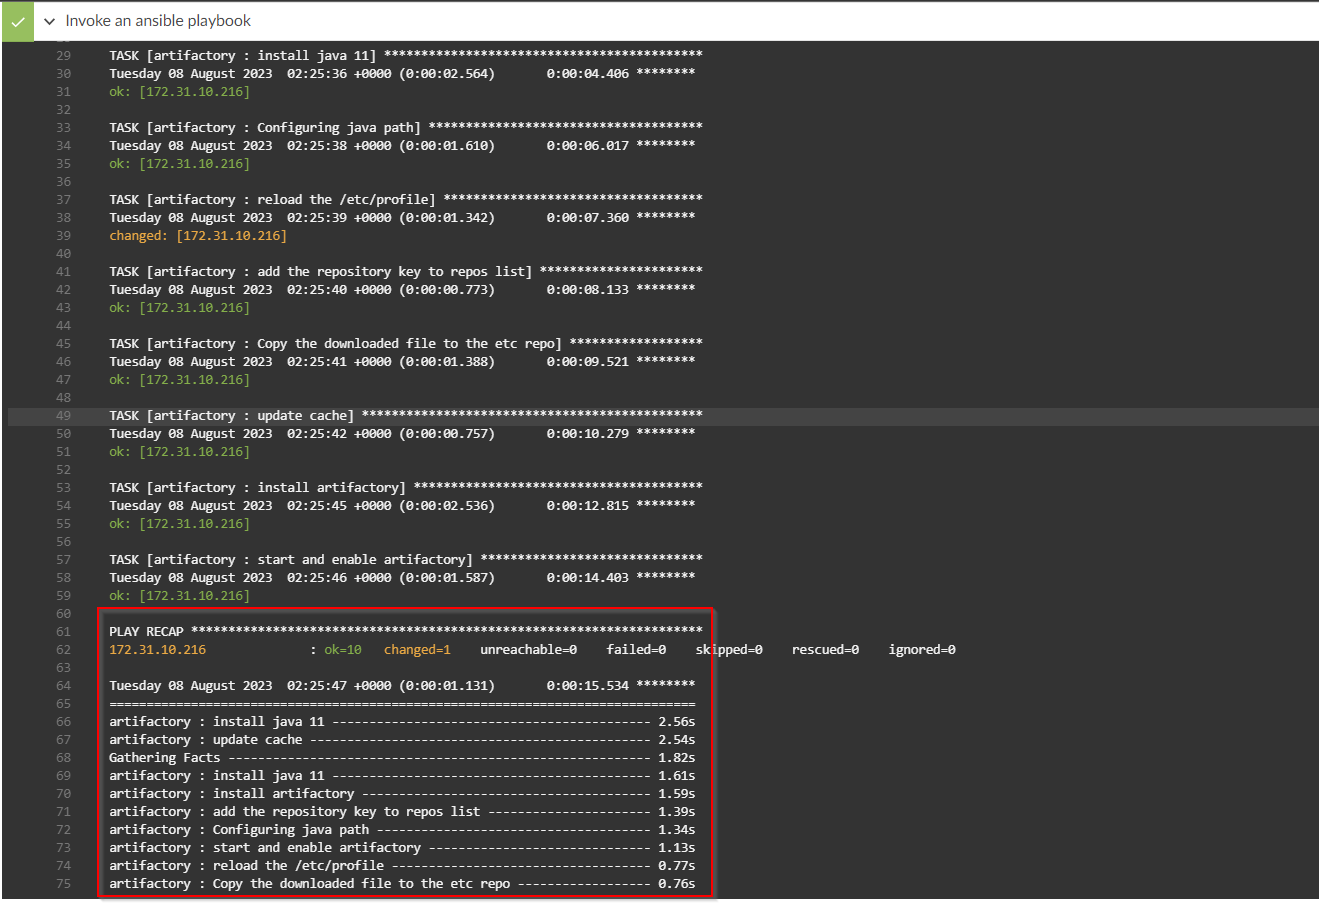 Invoke an ansible playbook
29 TASK [artifactory : install java 11] *******************************************
30 Tuesday 08 August 2023  02:25:36 +0000 (0:00:02.564)       0:00:04.406 ********
31 ok: [172.31.10.216]
32
33 TASK [artifactory : Configuring java path] *************************************
34 Tuesday 08 August 2023  02:25:38 +0000 (0:00:01.610)       0:00:06.017 ********
35 ok: [172.31.10.216]
36
37 TASK [artifactory : reload the /etc/profile] ***********************************
38 Tuesday 08 August 2023  02:25:39 +0000 (0:00:01.342)       0:00:07.360 ********
39 changed: [172.31.10.216]
40
41 TASK [artifactory : add the repository key to repos list] **********************
42 Tuesday 08 August 2023  02:25:40 +0000 (0:00:00.773)       0:00:08.133 ********
43 ok: [172.31.10.216]
44
45 TASK [artifactory : Copy the downloaded file to the etc repo] ******************
46 Tuesday 08 August 2023  02:25:41 +0000 (0:00:01.388)       0:00:09.521 ********
47 ok: [172.31.10.216]
48
49 TASK [artifactory : update cache] **********************************************
50 Tuesday 08 August 2023  02:25:42 +0000 (0:00:00.757)       0:00:10.279 ********
51 ok: [172.31.10.216]
52
53 TASK [artifactory : install artifactory] ***************************************
54 Tuesday 08 August 2023  02:25:45 +0000 (0:00:02.536)       0:00:12.815 ********
55 ok: [172.31.10.216]
56
57 TASK [artifactory : start and enable artifactory] ******************************
58 Tuesday 08 August 2023  02:25:46 +0000 (0:00:01.587)       0:00:14.403 ********
59 ok: [172.31.10.216]
60
61 PLAY RECAP *********************************************************************
62 172.31.10.216              : ok=10   changed=1    unreachable=0    failed=0    skipped=0    rescued=0    ignored=0
63
64 Tuesday 08 August 2023  02:25:47 +0000 (0:00:01.131)       0:00:15.534 ********
65 ===============================================================================
66 artifactory : install java 11 ------------------------------------------- 2.56s
67 artifactory : update cache ---------------------------------------------- 2.54s
68 Gathering Facts --------------------------------------------------------- 1.82s
69 artifactory : install java 11 ------------------------------------------- 1.61s
70 artifactory : install artifactory --------------------------------------- 1.59s
71 artifactory : add the repository key to repos list ---------------------- 1.39s
72 artifactory : Configuring java path ------------------------------------- 1.34s
73 artifactory : start and enable artifactory ------------------------------ 1.13s
74 artifactory : reload the /etc/profile ----------------------------------- 0.77s
75 artifactory : Copy the downloaded file to the etc repo ------------------ 0.76s